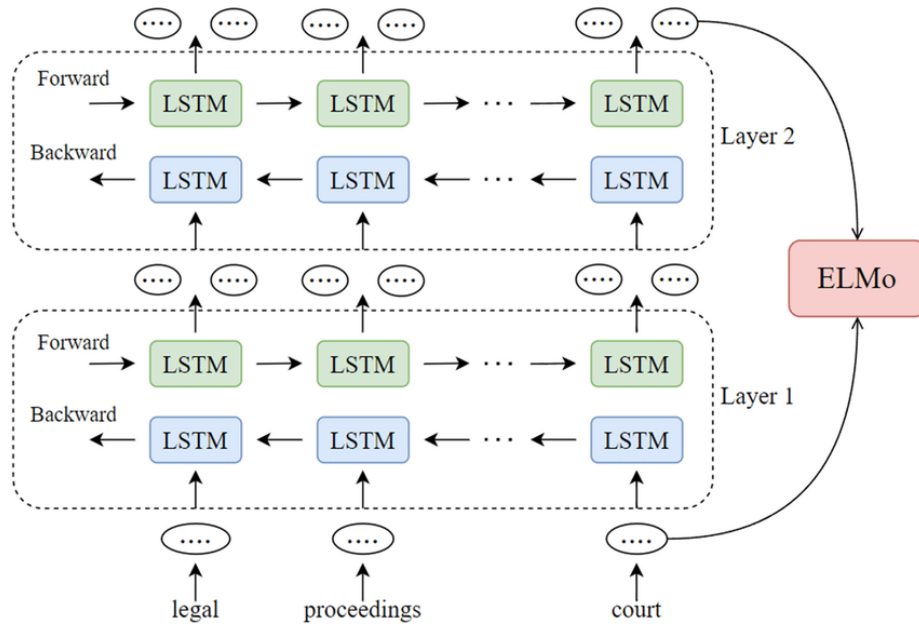 .... .... .... .... .... ....
Forward
LSTM LSTM ... LSTM
Layer 2
Backward
LSTM LSTM ... LSTM
.... .... .... .... .... ....
ELMo
Forward
LSTM LSTM ... LSTM
Layer 1
Backward
LSTM LSTM ... LSTM
.... .... ....
legal proceedings court